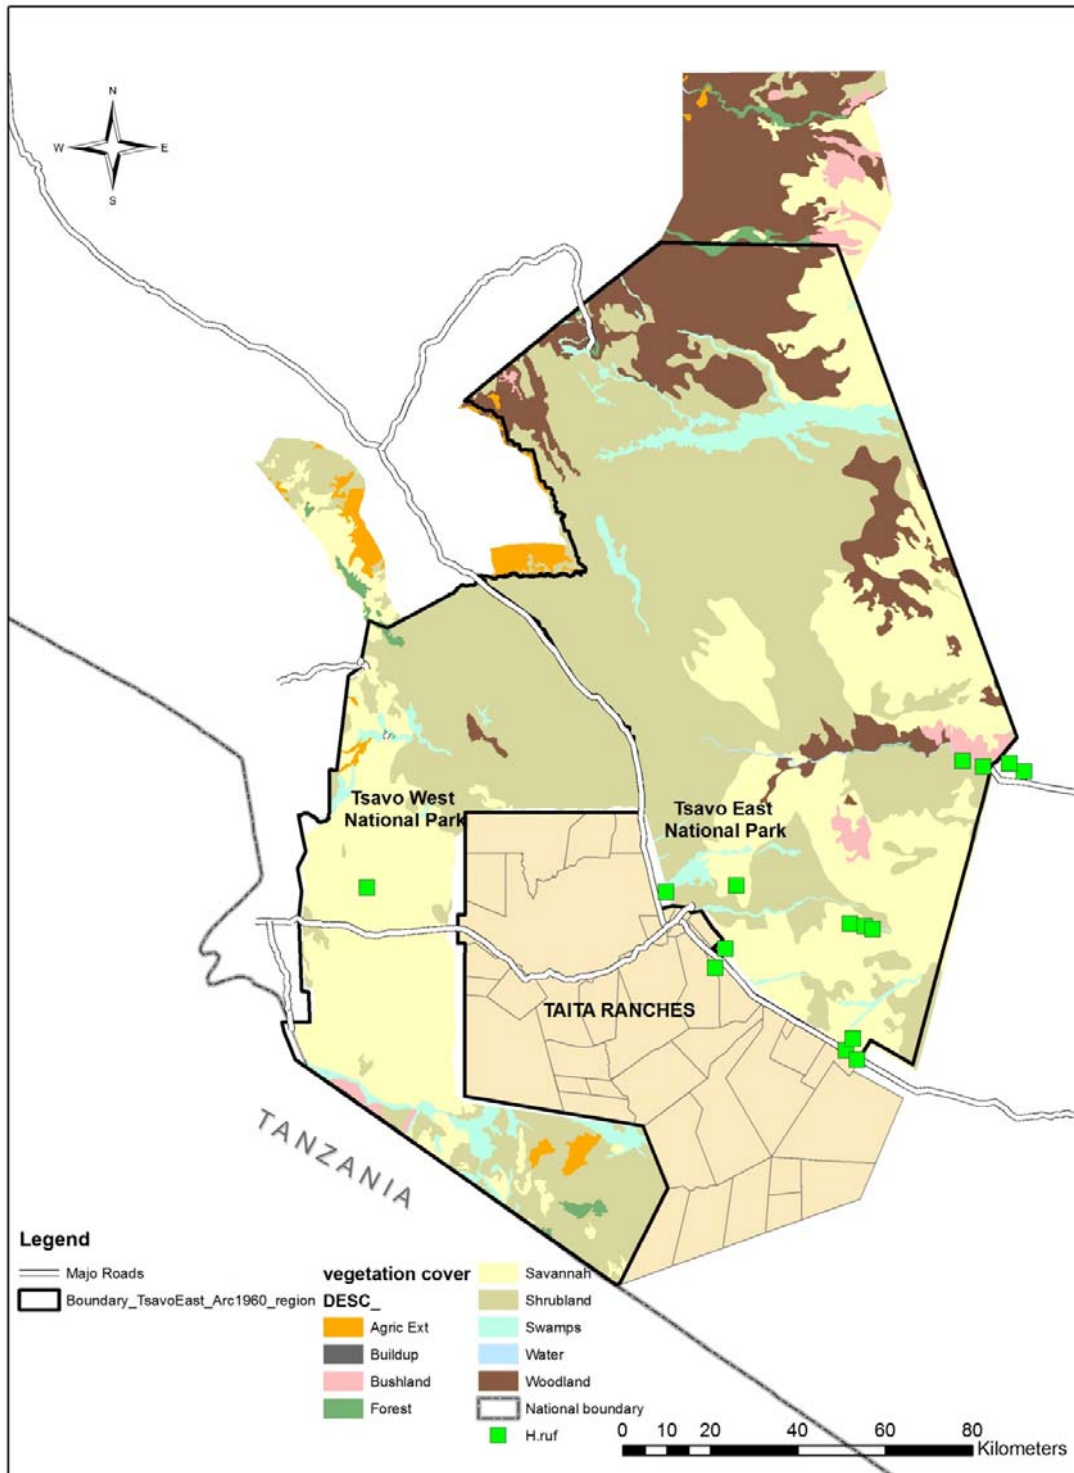 N
W E
S
Tsavo West
National Park
Tsavo East
National Park
TAITA RANCHES
TANZANIA
Legend
Majo Roads
Boundary_TsavoEast_Arc1960_region
vegetation cover
DESC_
Agric Ext
Buildup
Bushland
Forest
Savannah
Shrubland
Swamps
Water
Woodland
National boundary
H.ruf
0 10 20 40 60 80
Kilometers